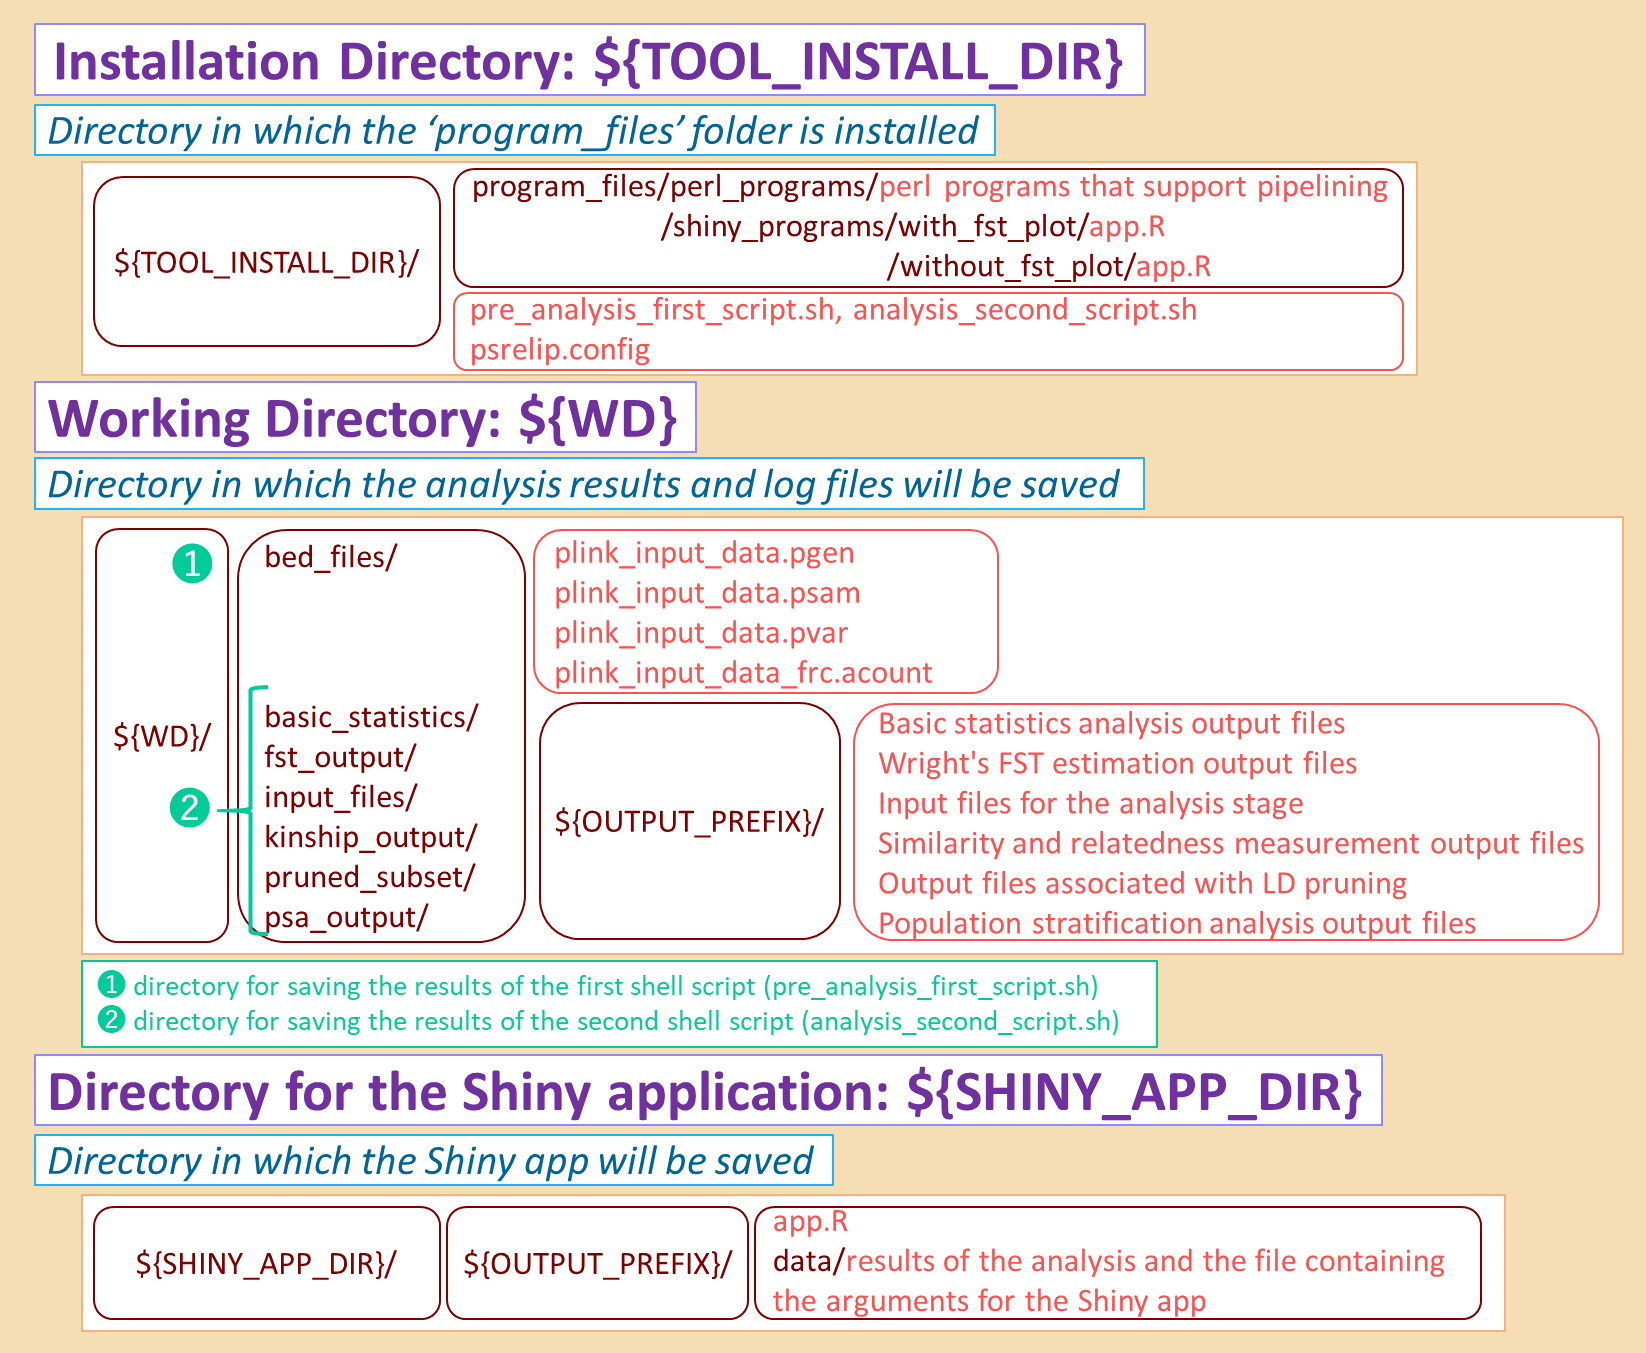 Installation Directory: ${TOOL_INSTALL_DIR}
Directory in which the ‘program_files’ folder is installed
${TOOL_INSTALL_DIR}/
program_files/perl_programs/perl programs that support pipelining
/shiny_programs/with_fst_plot/app.R
/without_fst_plot/app.R
pre_analysis_first_script.sh, analysis_second_script.sh
psrelip.config
Working Directory: ${WD}
Directory in which the analysis results and log files will be saved
${WD}/
1
bed_files/
plink_input_data.pgen
plink_input_data.psam
plink_input_data.pvar
plink_input_data_frc.acount
2
basic_statistics/
fst_output/
input_files/
kinship_output/
pruned_subset/
psa_output/
${OUTPUT_PREFIX}/
Basic statistics analysis output files
Wright's FST estimation output files
Input files for the analysis stage
Similarity and relatedness measurement output files
Output files associated with LD pruning
Population stratification analysis output files
1 directory for saving the results of the first shell script (pre_analysis_first_script.sh)
2 directory for saving the results of the second shell script (analysis_second_script.sh)
Directory for the Shiny application: ${SHINY_APP_DIR}
Directory in which the Shiny app will be saved
${SHINY_APP_DIR}/
${OUTPUT_PREFIX}/
app.R
data/results of the analysis and the file containing
the arguments for the Shiny app